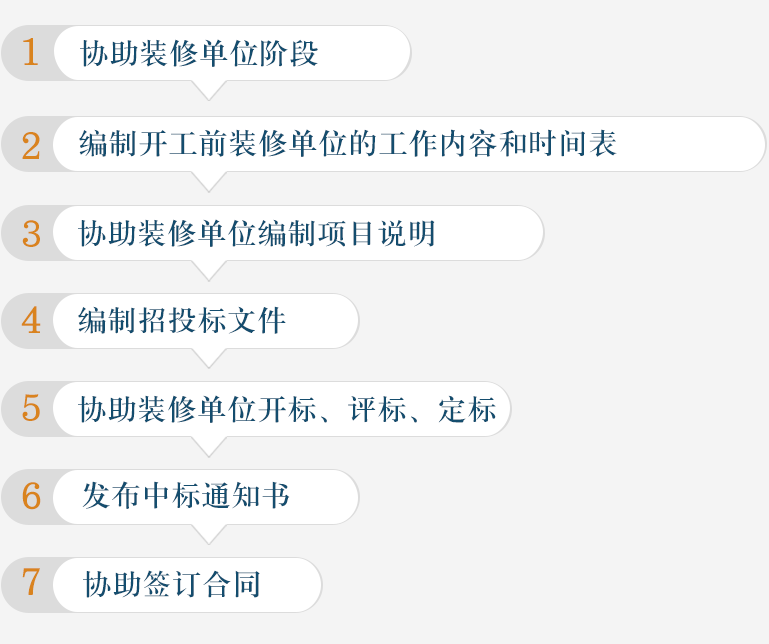 1 协助装修单位阶段
2 编制开工前装修单位的工作内容和时间表
3 协助装修单位编制项目说明
4 编制招投标文件
5 协助装修单位开标、评标、定标
6 发布中标通知书
7 协助签订合同